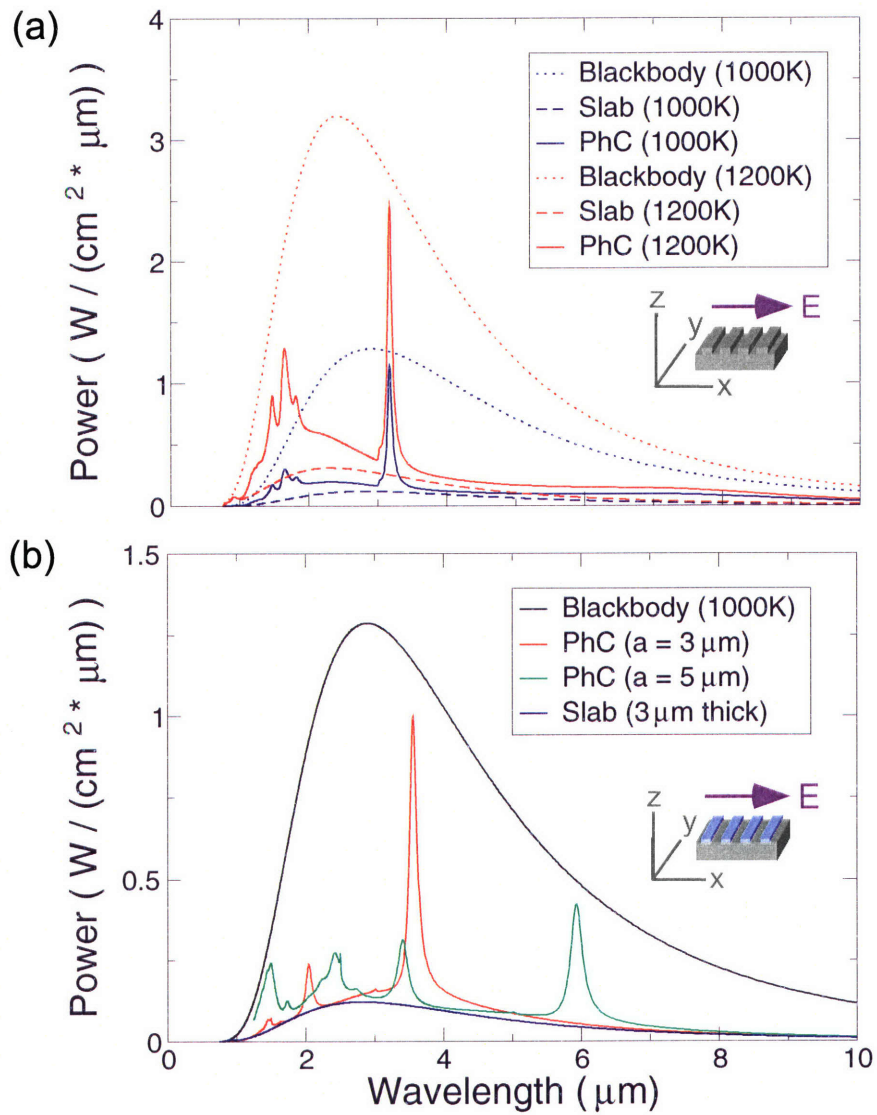 (a)
4
3
2
1
0
Power ( W / (cm ² * μm) )
Blackbody (1000K)
Slab (1000K)
PhC (1000K)
Blackbody (1200K)
Slab (1200K)
PhC (1200K)
z
y
x
E
(b)
1.5
1
0.5
0
Power ( W / (cm ² * μm) )
Blackbody (1000K)
PhC (a = 3 μm)
PhC (a = 5 μm)
Slab (3 μm thick)
z
y
x
E
0 2 4 6 8 10
Wavelength ( μm)